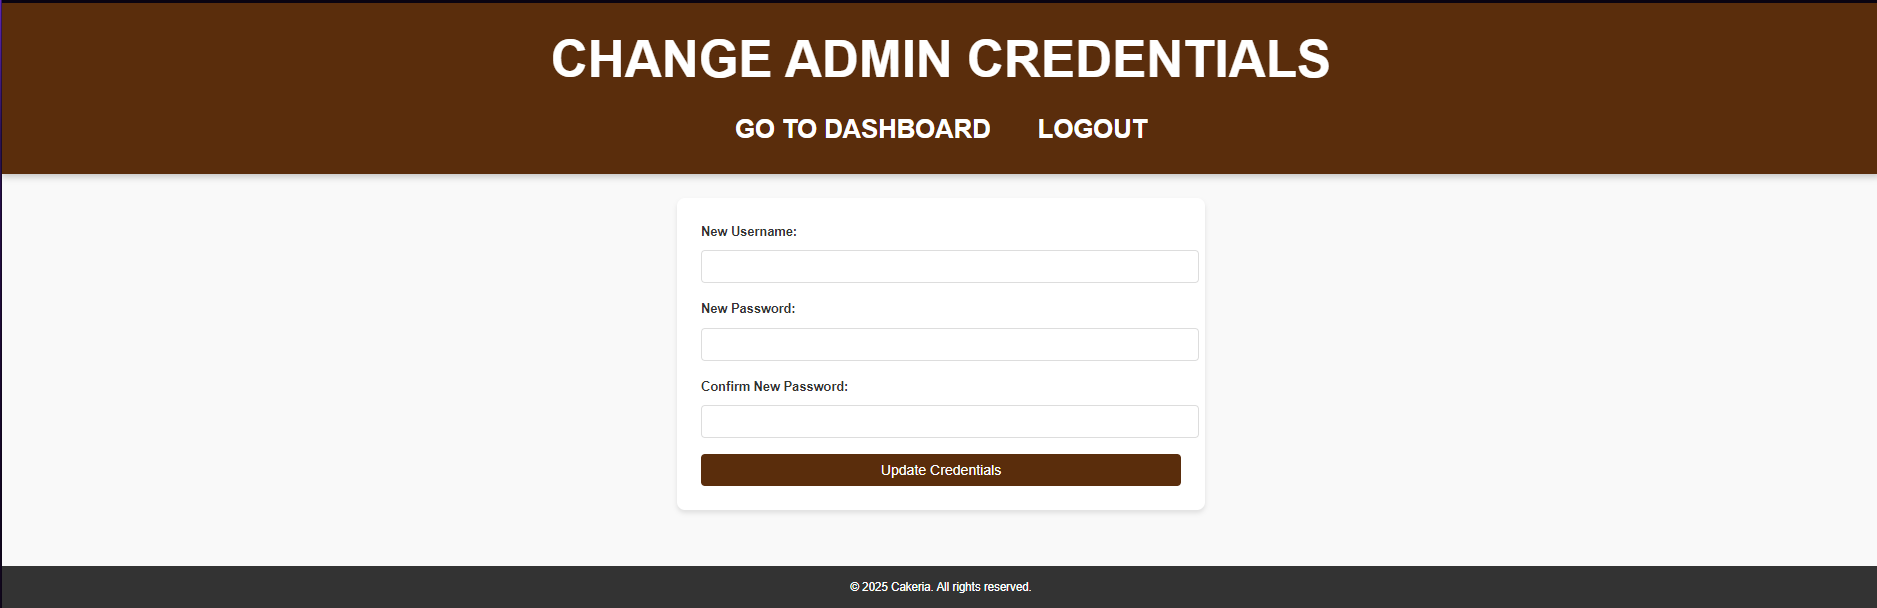 CHANGE ADMIN CREDENTIALS
GO TO DASHBOARD LOGOUT
New Username:
New Password:
Confirm New Password:
Update Credentials
© 2025 Cakeria. All rights reserved.